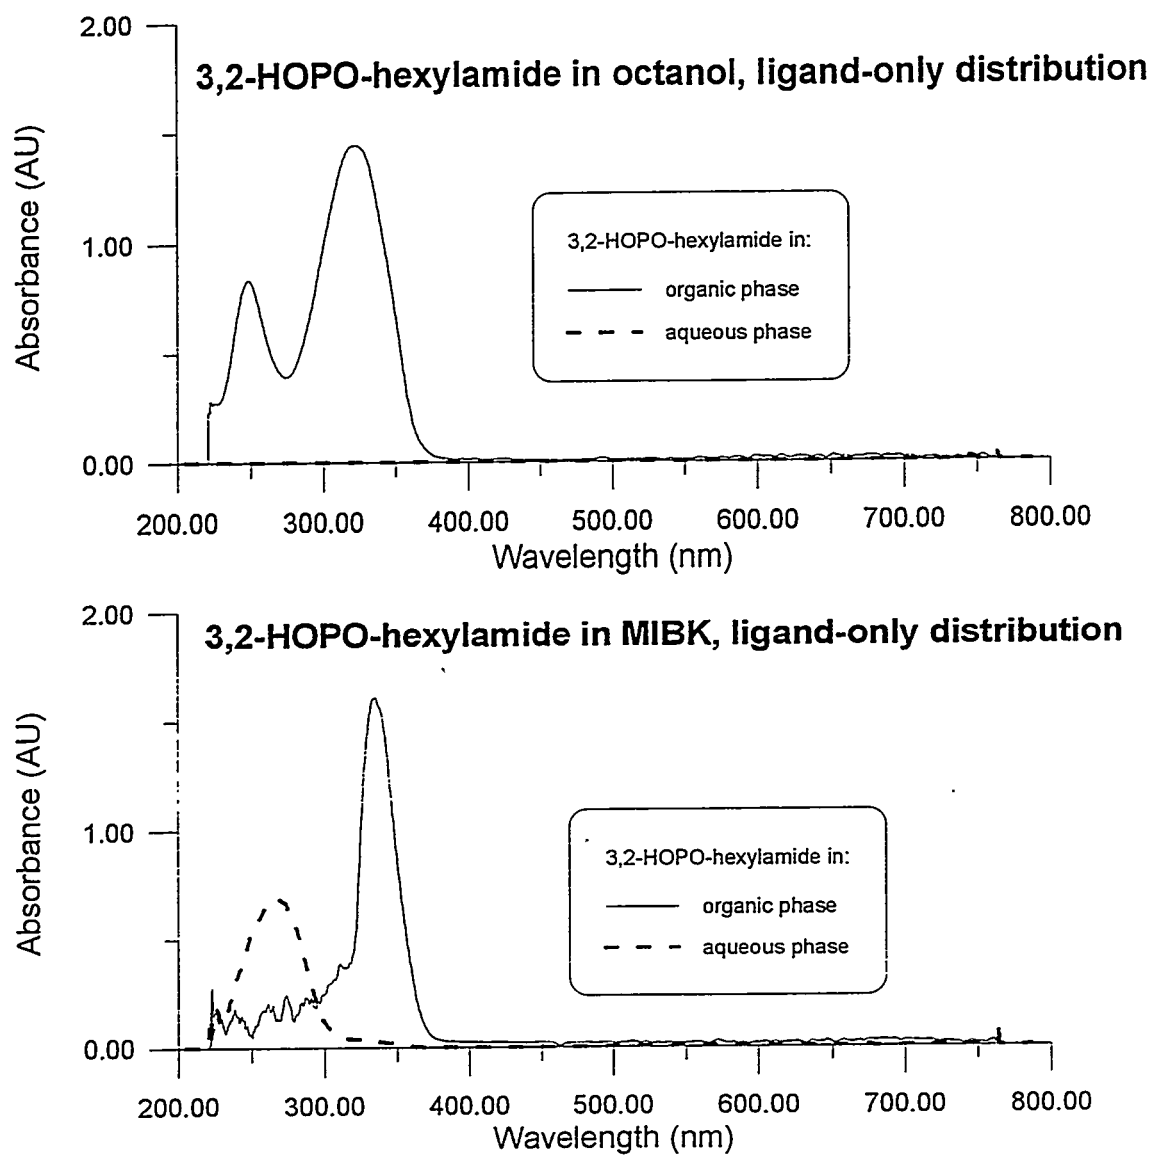 2.00
3,2-HOPO-hexylamide in octanol, ligand-only distribution
Absorbance (AU)
3,2-HOPO-hexylamide in:
1.00
organic phase
aqueous phase
0.00
200.00 300.00 400.00 500.00 600.00 700.00 800.00
Wavelength (nm)
2.00
3,2-HOPO-hexylamide in MIBK, ligand-only distribution
Absorbance (AU)
1.00
3,2-HOPO-hexylamide in:
organic phase
aqueous phase
0.00
200.00 300.00 400.00 500.00 600.00 700.00 800.00
Wavelength (nm)